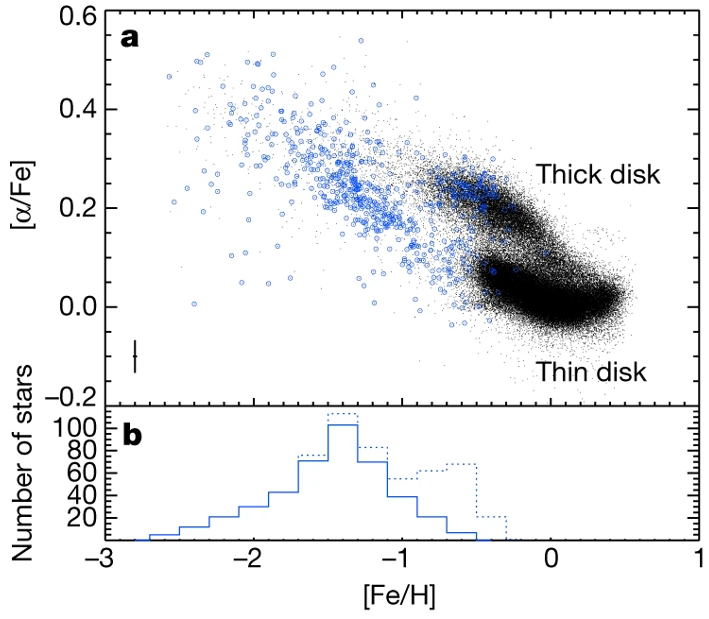 a
0.6
0.4
0.2
0.0
–0.2
[α/Fe]
Thick disk
Thin disk
b
100
80
60
40
20
Number of stars
–3
–2
–1
0
1
[Fe/H]